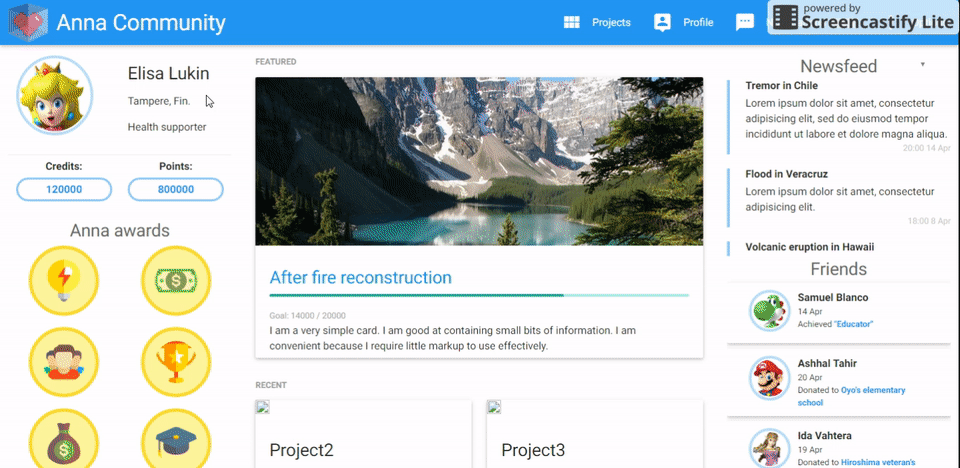 Anna Community
Projects
Profile
powered by
Screencastify Lite
Elisa Lukin
Tampere, Fin.
Health supporter
Credits:
Points:
120000
800000
Anna awards
FEATURED
After fire reconstruction
Goal: 14000 / 20000
I am a very simple card. I am good at containing small bits of information. I am
convenient because I require little markup to use effectively.
RECENT
Project2
Project3
Newsfeed
Tremor in Chile
Lorem ipsum dolor sit amet, consectetur
adipisicing elit, sed do eiusmod tempor
incididunt ut labore et dolore magna aliqua.
20:00 14 Apr
Flood in Veracruz
Lorem ipsum dolor sit amet, consectetur
adipisicing elit.
18:00 8 Apr
Volcanic eruption in Hawaii
Friends
Samuel Blanco
14 Apr
Achieved "Educator"
Ashhal Tahir
20 Apr
Donated to Oyo's elementary
school
Ida Vahtera
19 Apr
Donated to Hiroshima veteran's